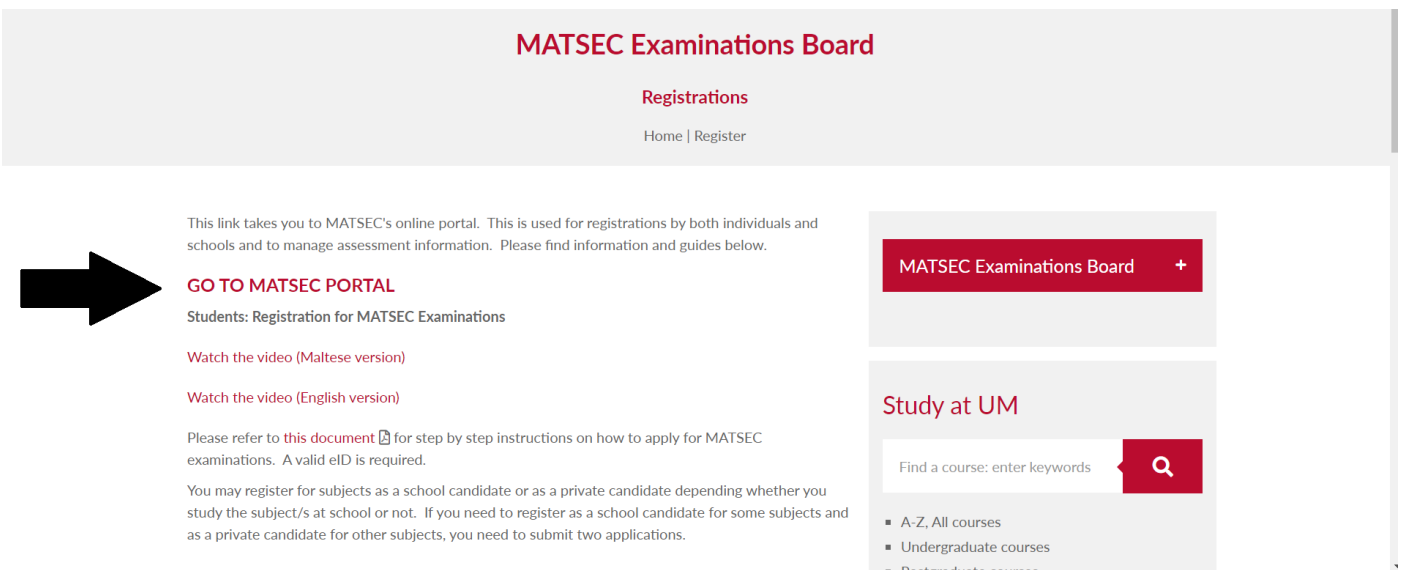 MATSEC Examinations Board
Registrations
Home | Register
This link takes you to MATSEC's online portal.  This is used for registrations by both individuals and
schools and to manage assessment information.  Please find information and guides below.
GO TO MATSEC PORTAL
Students: Registration for MATSEC Examinations
Watch the video (Maltese version)
Watch the video (English version)
Please refer to this document for step by step instructions on how to apply for MATSEC
examinations.  A valid eID is required.
You may register for subjects as a school candidate or as a private candidate depending whether you
study the subject/s at school or not.  If you need to register as a school candidate for some subjects and
as a private candidate for other subjects, you need to submit two applications.
MATSEC Examinations Board +
Study at UM
Find a course: enter keywords
A-Z, All courses
Undergraduate courses
Postgraduate courses